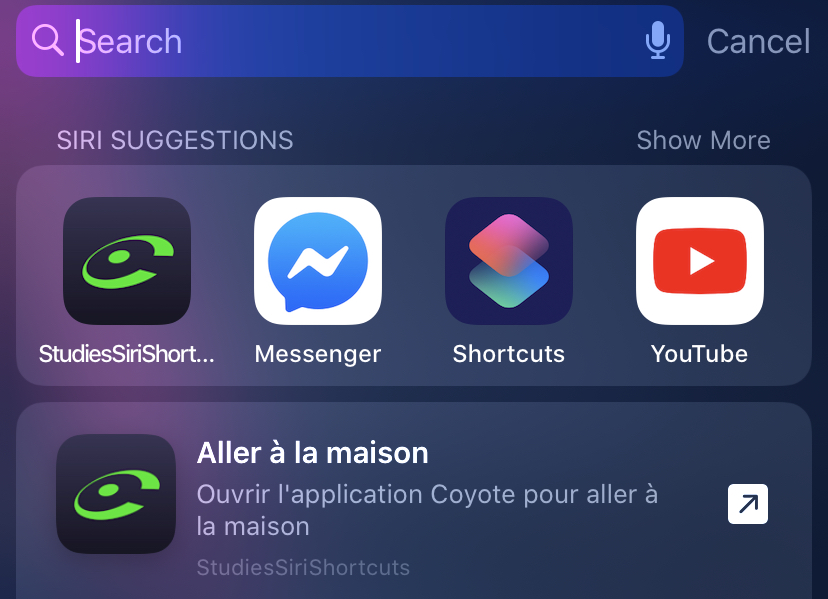 Search
Cancel
SIRI SUGGESTIONS
Show More
StudiesSiriShort...
Messenger
Shortcuts
YouTube
Aller à la maison
Ouvrir l'application Coyote pour aller à
la maison
StudiesSiriShortcuts